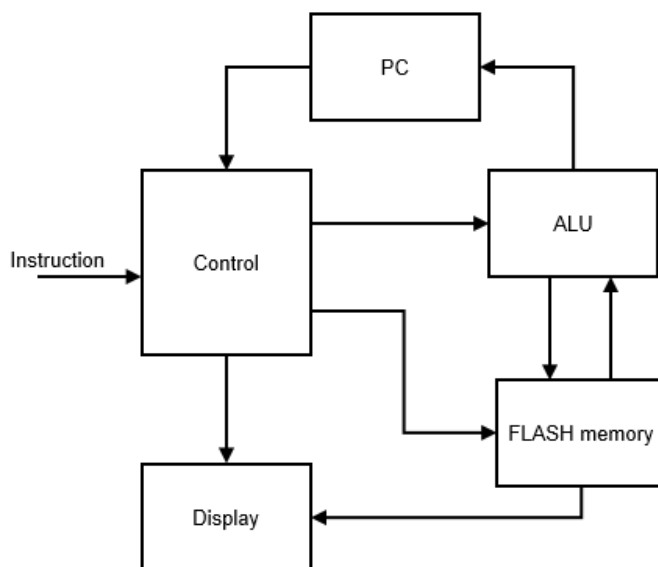 PC
ALU
Instruction
Control
FLASH memory
Display